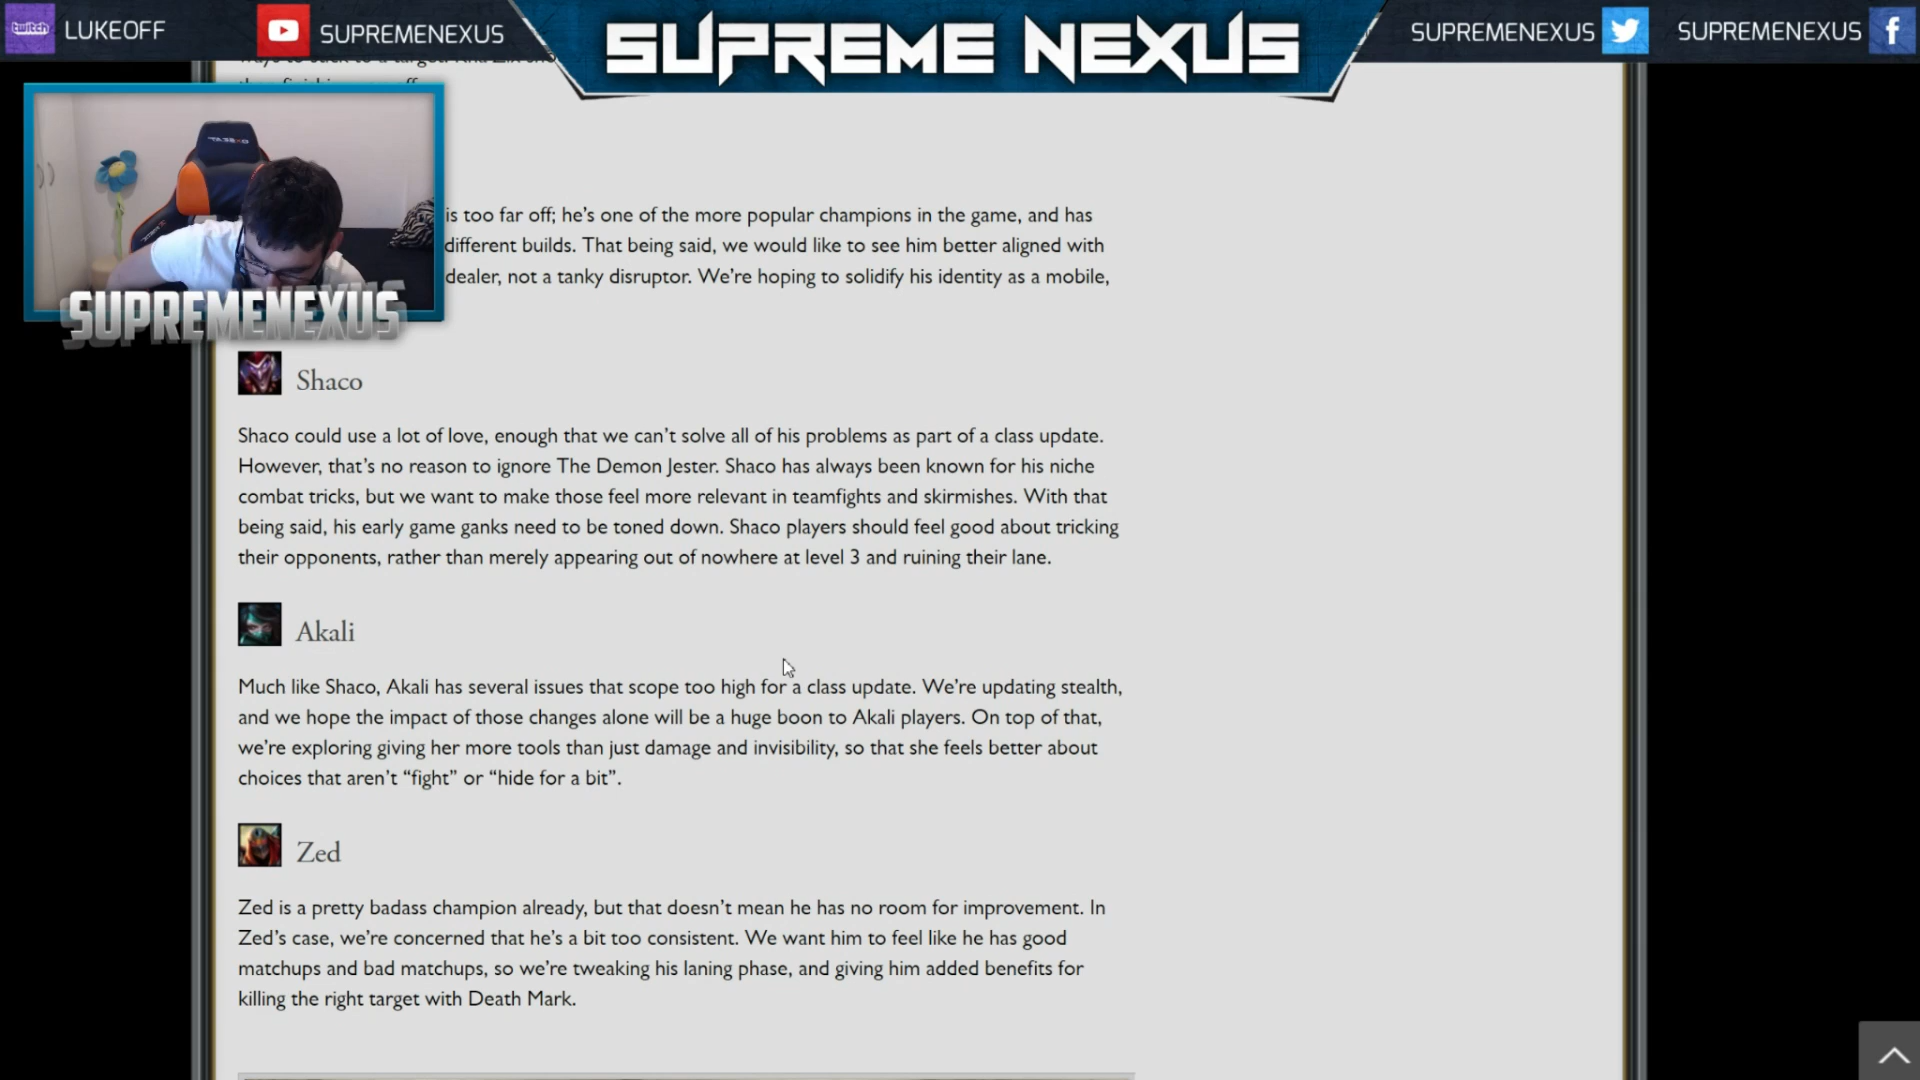 twitch LUKEOFF SUPREMENEXUS SUPREME NEXUS SUPREMENEXUS SUPREMENEXUS
is too far off; he's one of the more popular champions in the game, and has
different builds. That being said, we would like to see him better aligned with
dealer, not a tanky disruptor. We're hoping to solidify his identity as a mobile,
SUPREMENEXUS
Shaco
Shaco could use a lot of love, enough that we can't solve all of his problems as part of a class update.
However, that's no reason to ignore The Demon Jester. Shaco has always been known for his niche
combat tricks, but we want to make those feel more relevant in teamfights and skirmishes. With that
being said, his early game ganks need to be toned down. Shaco players should feel good about tricking
their opponents, rather than merely appearing out of nowhere at level 3 and ruining their lane.
Akali
Much like Shaco, Akali has several issues that scope too high for a class update. We're updating stealth,
and we hope the impact of those changes alone will be a huge boon to Akali players. On top of that,
we're exploring giving her more tools than just damage and invisibility, so that she feels better about
choices that aren't “fight” or “hide for a bit”.
Zed
Zed is a pretty badass champion already, but that doesn't mean he has no room for improvement. In
Zed's case, we're concerned that he's a bit too consistent. We want him to feel like he has good
matchups and bad matchups, so we're tweaking his laning phase, and giving him added benefits for
killing the right target with Death Mark.